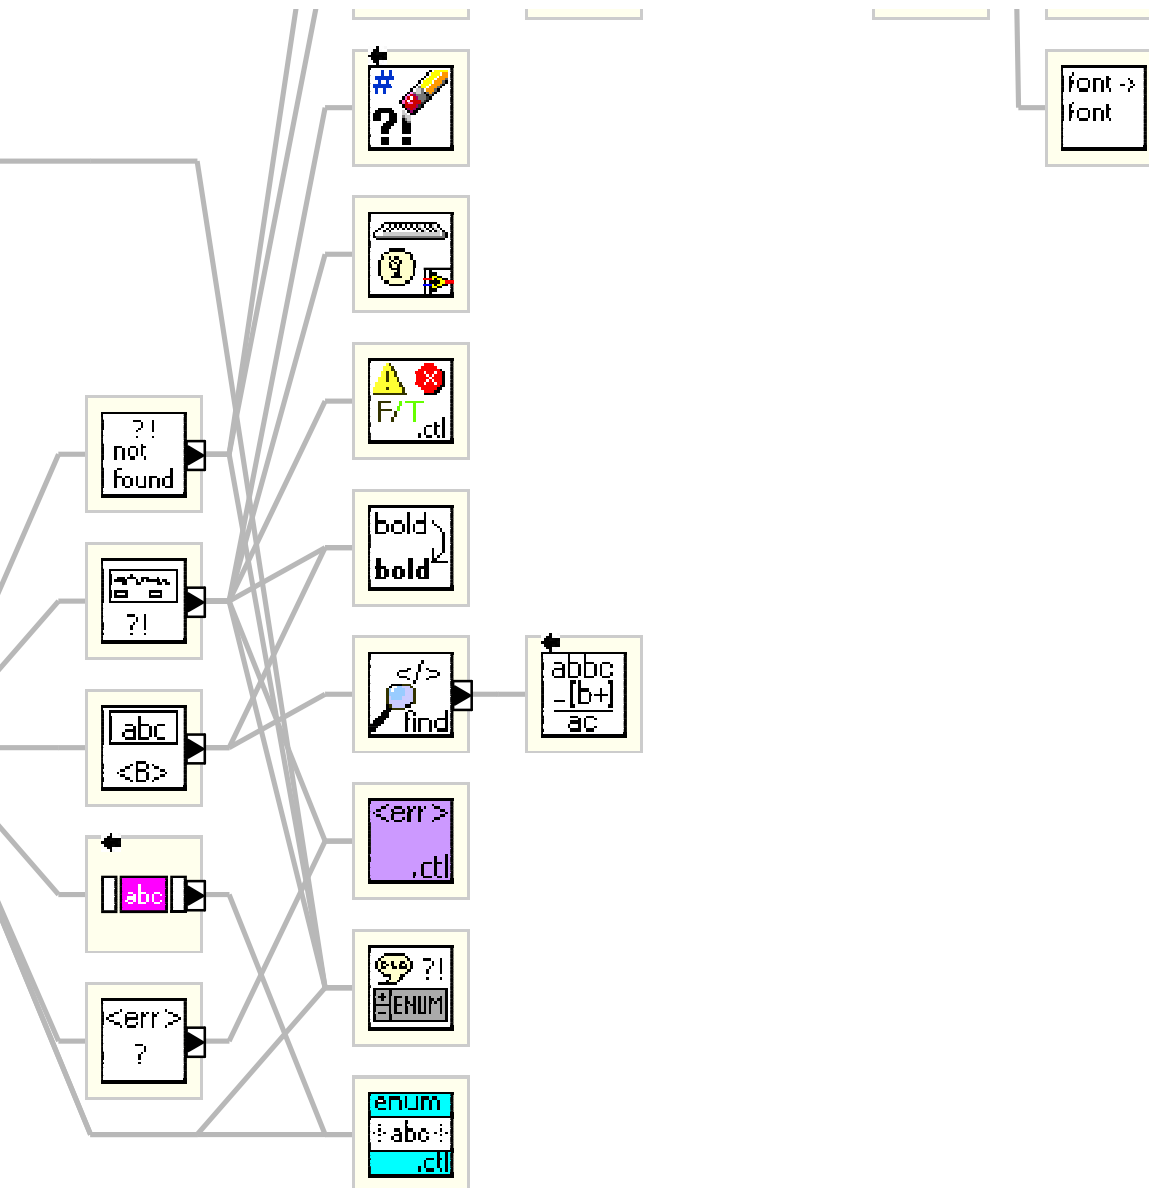 #
?!
font ->
font
F/T
.ctl
?!
not
found
bold
bold
?!
</>
find
abbc
-[b+]
ac
abc
<B>
<err>
.ctl
abc
?!
ENUM
<err>
?
enum
abc
.ctl